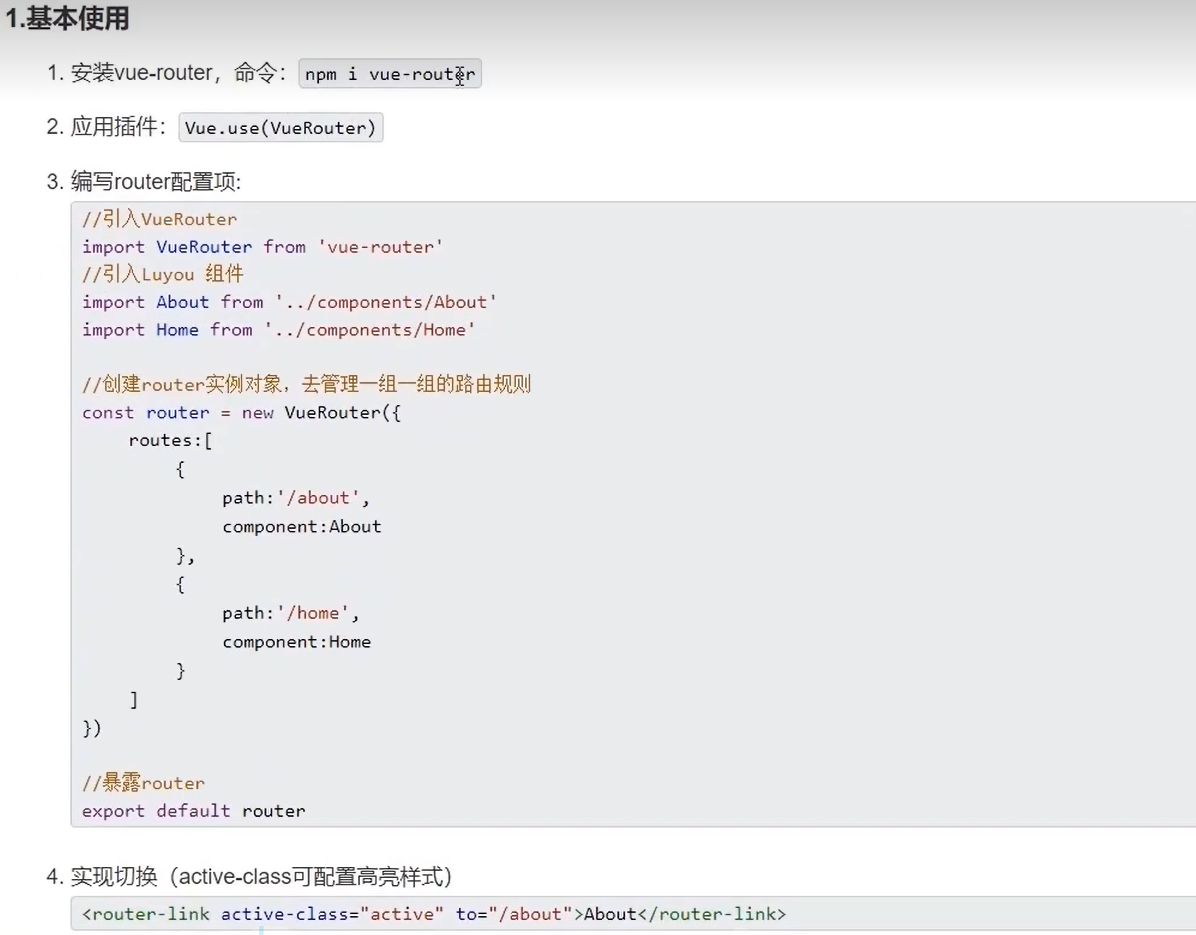 1.基本使用
1. 安装vue-router，命令： npm i vue-router
2. 应用插件： Vue.use(VueRouter)
3. 编写router配置项:
//引入VueRouter
import VueRouter from 'vue-router'
//引入Luyou 组件
import About from '../components/About'
import Home from '../components/Home'
//创建router实例对象，去管理一组一组的路由规则
const router = new VueRouter({
routes:[
{
path:'/about',
component:About
},
{
path:'/home',
component:Home
}
]
})
//暴露router
export default router
4. 实现切换（active-class可配置高亮样式）
<router-link active-class="active" to="/about">About</router-link>